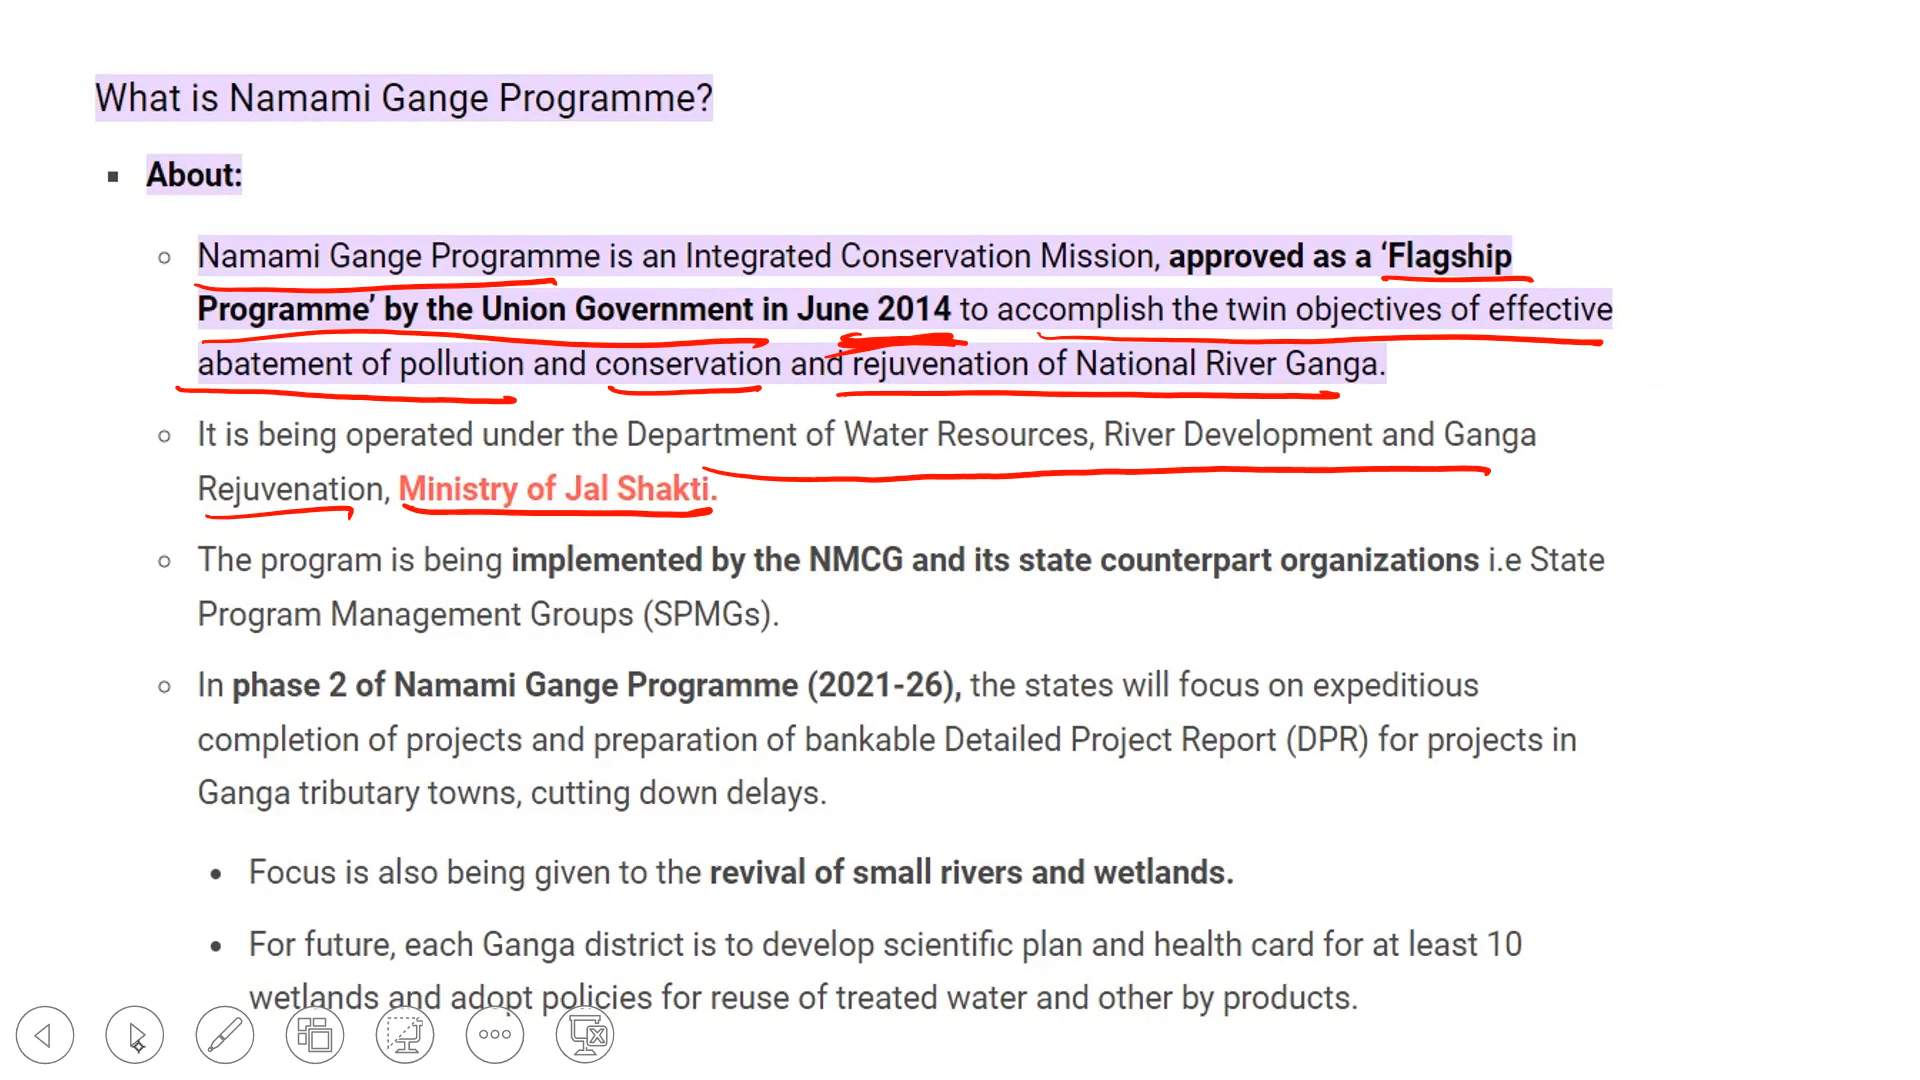 What is Namami Gange Programme?
About:
Namami Gange Programme is an Integrated Conservation Mission, approved as a ‘Flagship
Programme’ by the Union Government in June 2014 to accomplish the twin objectives of effective
abatement of pollution and conservation and rejuvenation of National River Ganga.
It is being operated under the Department of Water Resources, River Development and Ganga
Rejuvenation, Ministry of Jal Shakti.
The program is being implemented by the NMCG and its state counterpart organizations i.e State
Program Management Groups (SPMGs).
In phase 2 of Namami Gange Programme (2021-26), the states will focus on expeditious
completion of projects and preparation of bankable Detailed Project Report (DPR) for projects in
Ganga tributary towns, cutting down delays.
Focus is also being given to the revival of small rivers and wetlands.
For future, each Ganga district is to develop scientific plan and health card for at least 10
wetlands and adopt policies for reuse of treated water and other by products.